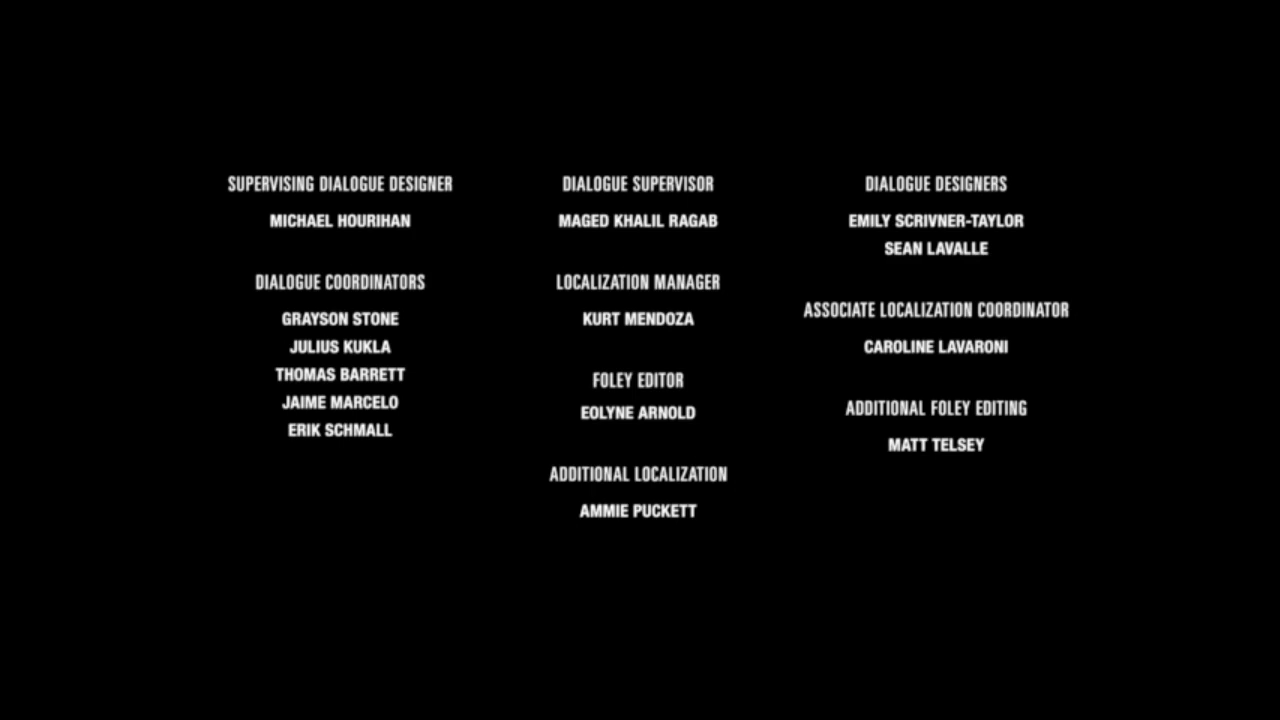 SUPERVISING DIALOGUE DESIGNER
MICHAEL HOURIHAN
DIALOGUE COORDINATORS
GRAYSON STONE
JULIUS KUKLA
THOMAS BARRETT
JAIME MARCELO
ERIK SCHMALL
DIALOGUE SUPERVISOR
MAGED KHALIL RAGAB
LOCALIZATION MANAGER
KURT MENDOZA
FOLEY EDITOR
EOLYNE ARNOLD
ADDITIONAL LOCALIZATION
AMMIE PUCKETT
DIALOGUE DESIGNERS
EMILY SCRIVNER-TAYLOR
SEAN LAVALLE
ASSOCIATE LOCALIZATION COORDINATOR
CAROLINE LAVARONI
ADDITIONAL FOLEY EDITING
MATT TELSEY